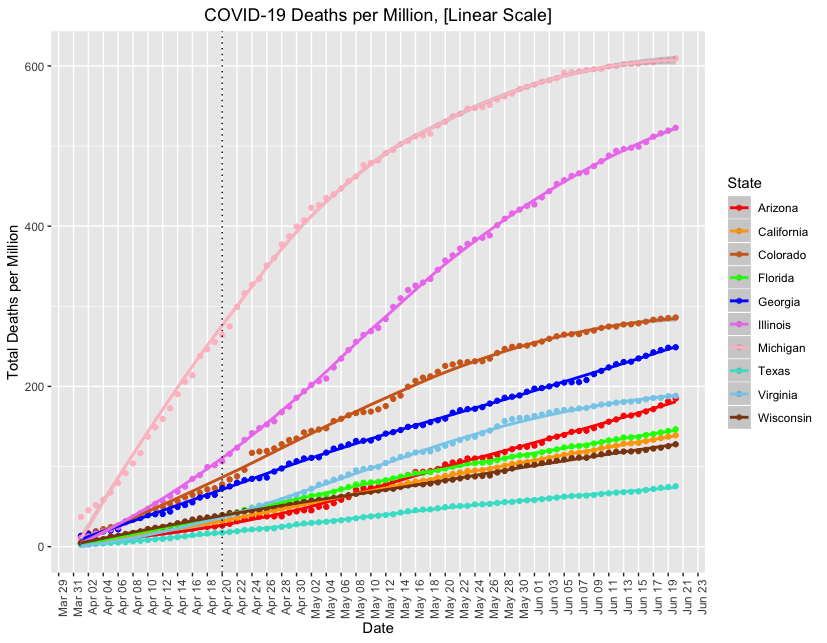 COVID-19 Deaths per Million, [Linear Scale]
Total Deaths per Million
600
400
200
0
Mar 29
Mar 31
Apr 02
Apr 04
Apr 06
Apr 08
Apr 10
Apr 12
Apr 14
Apr 16
Apr 18
Apr 20
Apr 22
Apr 24
Apr 26
Apr 28
Apr 30
May 02
May 04
May 06
May 08
May 10
May 12
May 14
May 16
May 18
May 20
May 22
May 24
May 26
May 28
May 30
Jun 01
Jun 03
Jun 05
Jun 07
Jun 09
Jun 11
Jun 13
Jun 15
Jun 17
Jun 19
Jun 21
Jun 23
Date
State
Arizona
California
Colorado
Florida
Georgia
Illinois
Michigan
Texas
Virginia
Wisconsin